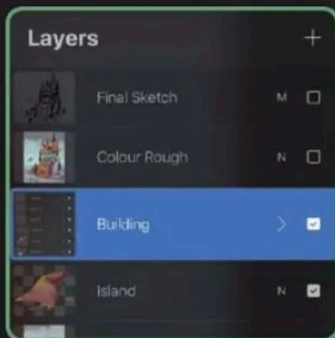 Layers
Final Sketch M
Colour Rough N
Building
Island N